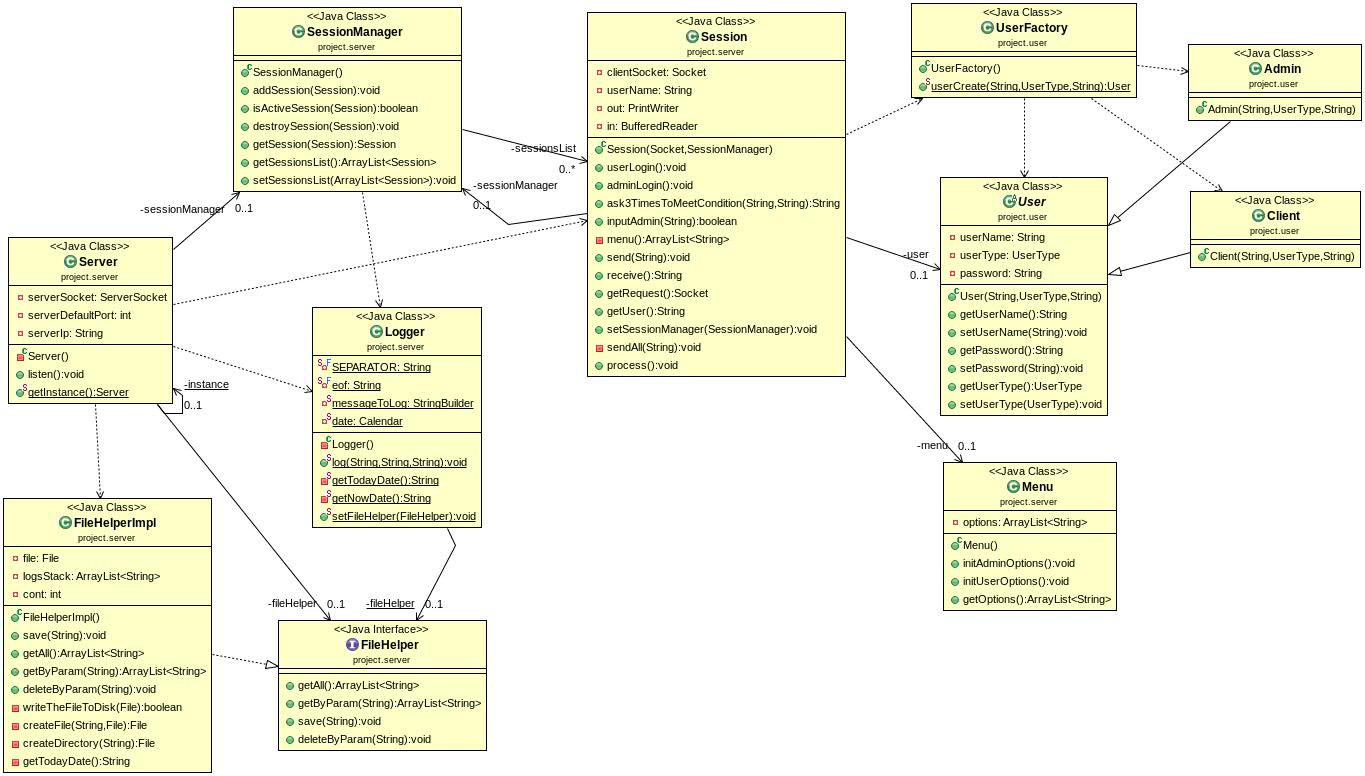 <<Java Class>>
SessionManager
project.server
SessionManager()
addSession(Session):void
isActiveSession(Session):boolean
destroySession(Session):void
getSession(Session):Session
getSessionsList():ArrayList<Session>
setSessionsList(ArrayList<Session>):void
<<Java Class>>
Session
project.server
clientSocket: Socket
userName: String
out: PrintWriter
in: BufferedReader
Session(Socket,SessionManager)
userLogin():void
adminLogin():void
ask3TimesToMeetCondition(String,String):String
inputAdmin(String):boolean
menu():ArrayList<String>
send(String):void
receive():String
getRequest():Socket
getUser():String
setSessionManager(SessionManager):void
sendAll(String):void
process():void
<<Java Class>>
UserFactory
project.user
UserFactory()
userCreate(String,UserType,String):User
<<Java Class>>
Admin
project.user
Admin(String,UserType,String)
-sessionsList
0..*
-sessionManager
0..1
-sessionManager
0..1
<<Java Class>>
User
project.user
userName: String
userType: UserType
password: String
User(String,UserType,String)
getUserName():String
setUserName(String):void
getPassword():String
setPassword(String):void
getUserType():UserType
setUserType(UserType):void
<<Java Class>>
Client
project.user
Client(String,UserType,String)
-user
0..1
<<Java Class>>
Server
project.server
serverSocket: ServerSocket
serverDefaultPort: int
serverIp: String
Server()
listen():void
getInstance():Server
-instance
0..1
<<Java Class>>
Logger
project.server
SEPARATOR: String
eof: String
messageToLog: StringBuilder
date: Calendar
Logger()
log(String,String,String):void
getTodayDate():String
getNowDate():String
setFileHelper(FileHelper):void
-menu
0..1
<<Java Class>>
Menu
project.server
options: ArrayList<String>
Menu()
initAdminOptions():void
initUserOptions():void
getOptions():ArrayList<String>
<<Java Class>>
FileHelperImpl
project.server
file: File
logsStack: ArrayList<String>
cont: int
FileHelperImpl()
save(String):void
getAll():ArrayList<String>
getByParam(String):ArrayList<String>
deleteByParam(String):void
writeTheFileToDisk(File):boolean
createFile(String,File):File
createDirectory(String):File
getTodayDate():String
-fileHelper
0..1
-fileHelper
0..1
<<Java Interface>>
FileHelper
project.server
getAll():ArrayList<String>
getByParam(String):ArrayList<String>
save(String):void
deleteByParam(String):void